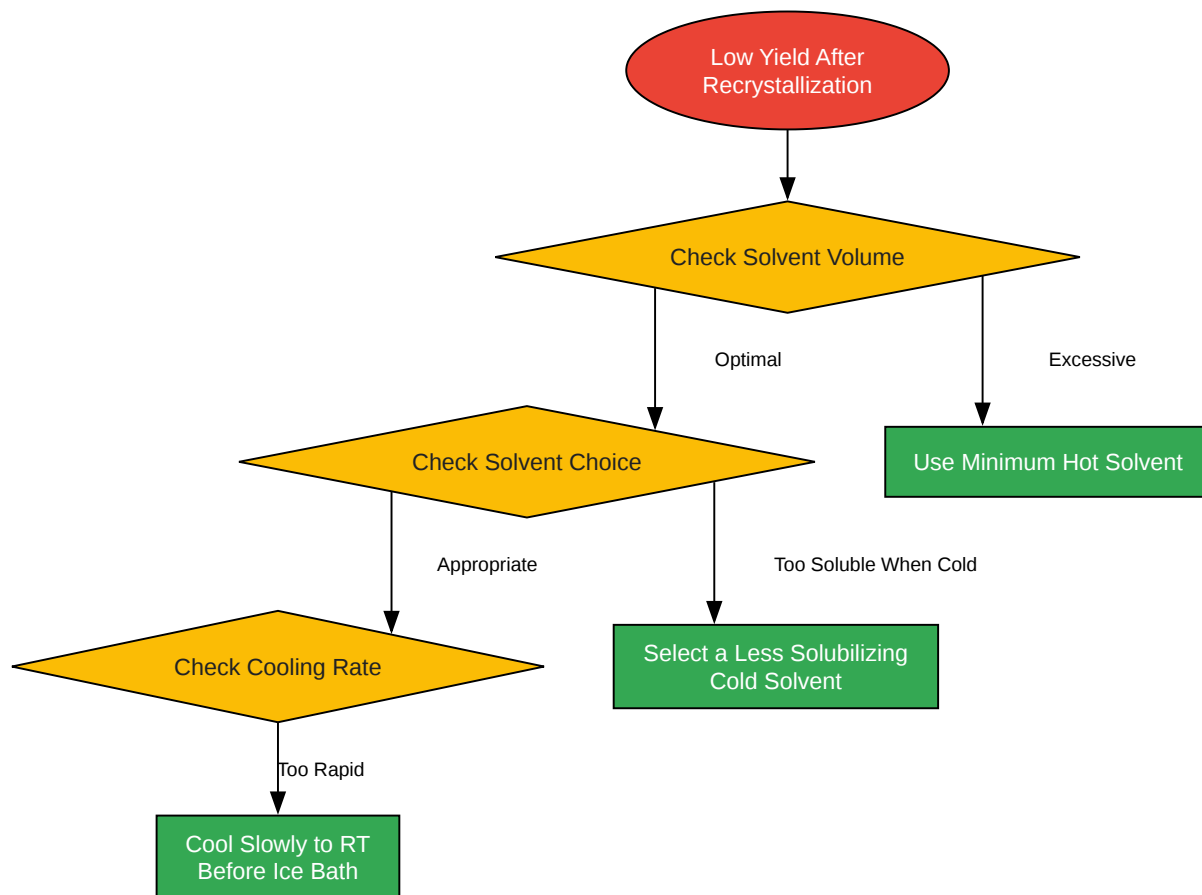 Low Yield After
Recrystallization
Check Solvent Volume
Optimal
Excessive
Check Solvent Choice
Use Minimum Hot Solvent
Appropriate
Too Soluble When Cold
Check Cooling Rate
Select a Less Solubilizing
Cold Solvent
Too Rapid
Cool Slowly to RT
Before Ice Bath